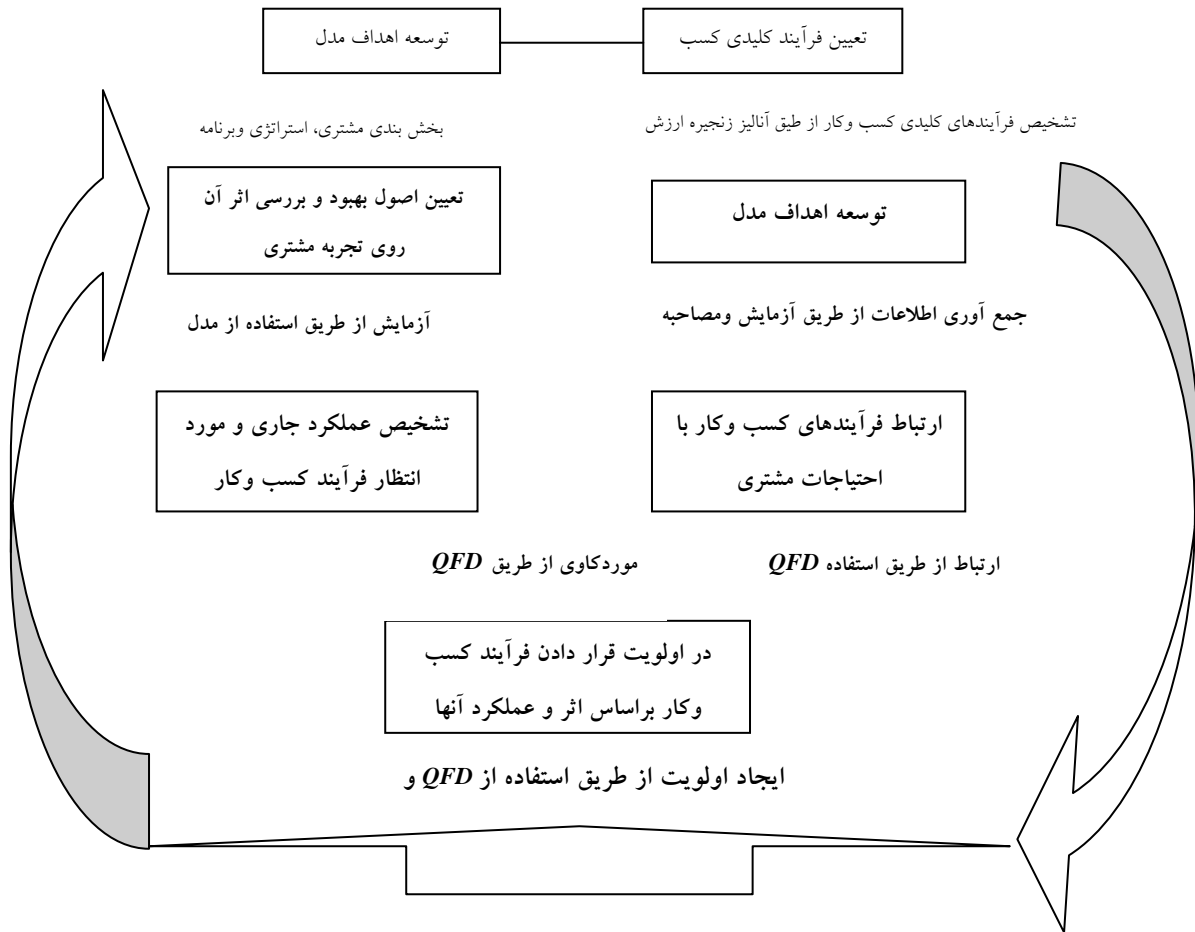 تعیین فرآیند کلیدی کسب
توسعه اهداف مدل
تشخیص فرآیندهای کلیدی کسب وکار از طیق آنالیز زنجیره ارزش
بخش بندی مشتری، استراتژی وبرنامه
توسعه اهداف مدل
تعیین اصول بهبود و بررسی اثر آن
روی تجربه مشتری
جمع آوری اطلاعات از طریق آزمایش ومصاحبه
آزمایش از طریق استفاده از مدل
ارتباط فرآیندهای کسب وکار با
احتیاجات مشتری
تشخیص عملکرد جاری و مورد
انتظار فرآیند کسب وکار
ارتباط از طریق استفاده QFD
موردکاوی از طریق QFD
در اولویت قرار دادن فرآیند کسب
وکار براساس اثر و عملکرد آنها
ایجاد اولویت از طریق استفاده از QFD و